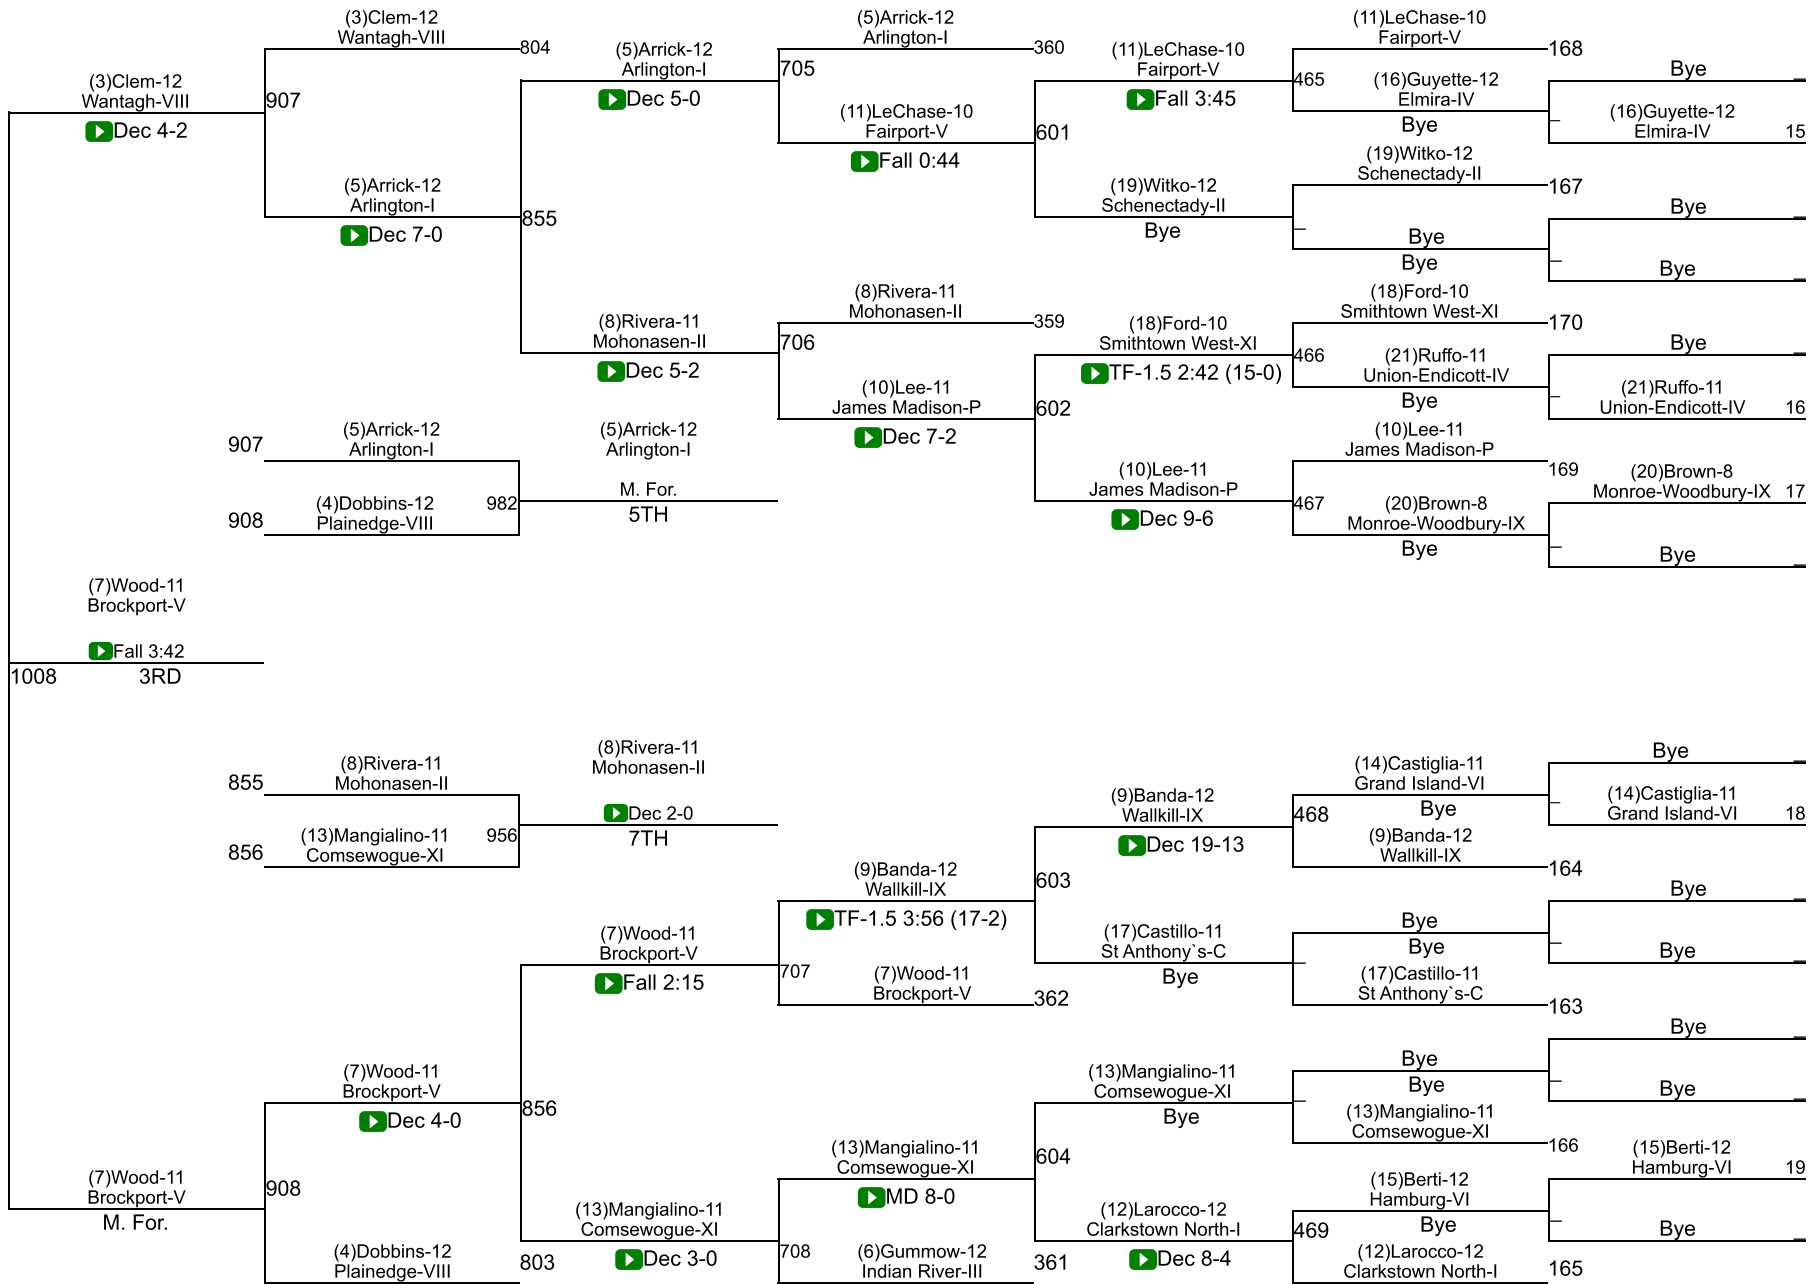 (3)Clem-12
Wantagh-VIII
804
(3)Clem-12
Wantagh-VIII
Dec 4-2
907
(5)Arrick-12
Arlington-I
Dec 7-0
(5)Arrick-12
Arlington-I
Dec 5-0
705
855
(5)Arrick-12
Arlington-I
360
(11)LeChase-10
Fairport-V
Fall 0:44
(11)LeChase-10
Fairport-V
Fall 3:45
601
(11)LeChase-10
Fairport-V
168
465
(16)Guyette-12
Elmira-IV
Bye
Bye
(16)Guyette-12
Elmira-IV
15
(19)Witko-12
Schenectady-II
Bye
(19)Witko-12
Schenectady-II
167
Bye
Bye
Bye
Bye
(8)Rivera-11
Mohonasen-II
Dec 5-2
706
(8)Rivera-11
Mohonasen-II
359
(10)Lee-11
James Madison-P
Dec 7-2
602
(18)Ford-10
Smithtown West-XI
TF-1.5 2:42 (15-0)
466
(18)Ford-10
Smithtown West-XI
170
(21)Ruffo-11
Union-Endicott-IV
Bye
Bye
(21)Ruffo-11
Union-Endicott-IV
16
(10)Lee-11
James Madison-P
Dec 9-6
467
(10)Lee-11
James Madison-P
169
(20)Brown-8
Monroe-Woodbury-IX
Bye
(20)Brown-8
Monroe-Woodbury-IX
17
Bye
907
(5)Arrick-12
Arlington-I
908
(4)Dobbins-12
Plainedge-VIII
982
(5)Arrick-12
Arlington-I
M. For.
5TH
(7)Wood-11
Brockport-V
Fall 3:42
1008
3RD
855
(8)Rivera-11
Mohonasen-II
856
(13)Mangialino-11
Comsewogue-XI
956
(8)Rivera-11
Mohonasen-II
Dec 2-0
7TH
(9)Banda-12
Wallkill-IX
TF-1.5 3:56 (17-2)
603
(9)Banda-12
Wallkill-IX
Dec 19-13
468
(14)Castiglia-11
Grand Island-VI
Bye
Bye
(14)Castiglia-11
Grand Island-VI
18
(9)Banda-12
Wallkill-IX
164
(17)Castillo-11
St Anthony`s-C
Bye
Bye
Bye
Bye
Bye
(17)Castillo-11
St Anthony`s-C
163
(7)Wood-11
Brockport-V
Fall 2:15
707
(7)Wood-11
Brockport-V
362
(7)Wood-11
Brockport-V
Dec 4-0
856
(7)Wood-11
Brockport-V
M. For.
908
(4)Dobbins-12
Plainedge-VIII
803
(13)Mangialino-11
Comsewogue-XI
Dec 3-0
708
(13)Mangialino-11
Comsewogue-XI
MD 8-0
604
(6)Gummow-12
Indian River-III
361
(13)Mangialino-11
Comsewogue-XI
Bye
Bye
Bye
Bye
Bye
(13)Mangialino-11
Comsewogue-XI
166
(12)Larocco-12
Clarkstown North-I
Dec 8-4
469
(15)Berti-12
Hamburg-VI
Bye
(15)Berti-12
Hamburg-VI
19
Bye
(12)Larocco-12
Clarkstown North-I
165